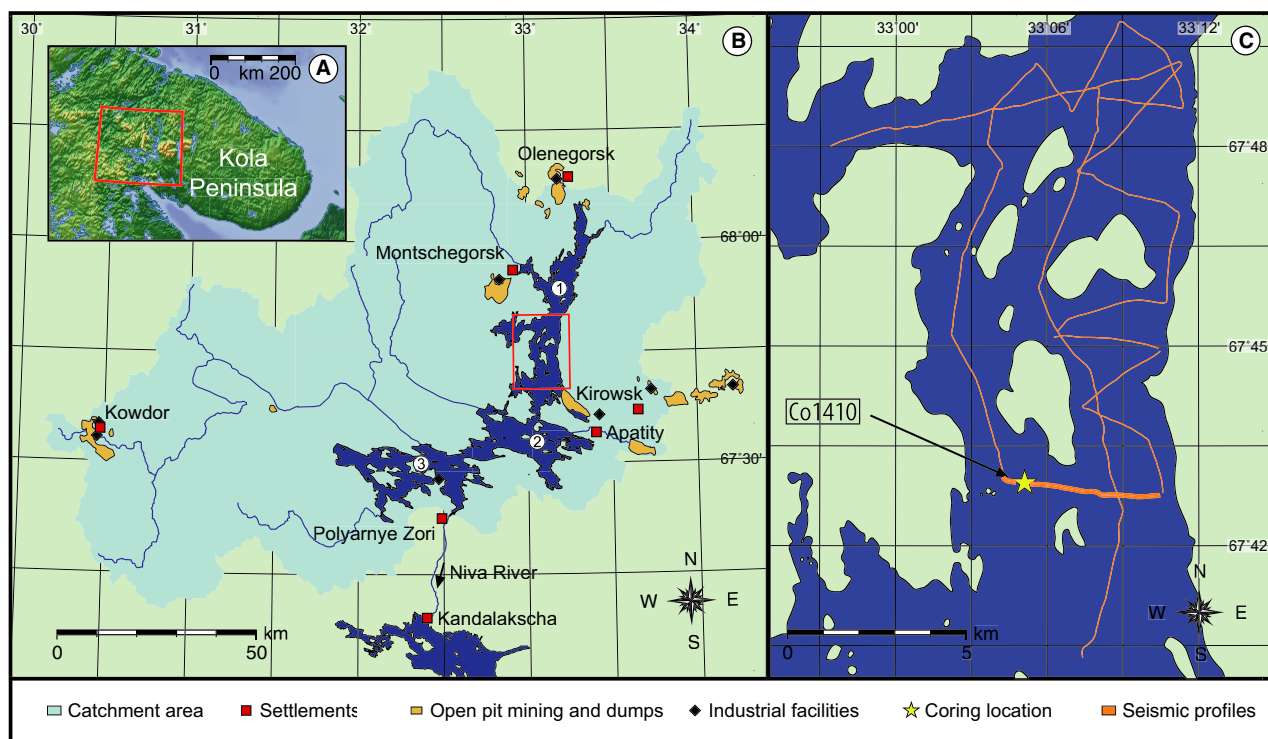 30
31
32
33
34
B
A
0 km 200
Kola
Peninsula
Olenegorsk
68°00'
Montschegorsk
1
Kirowsk
Kowdor
Apatity
2
3
67°30'
Polyarnye Zori
Niva River
Kandalakscha
N
W E
S
km
0 50
33°00
33°06'
33°12'
C
67°48'
67°45'
Co1410
67°42'
N
W E
S
km
0 5
Catchment area
Settlements
Open pit mining and dumps
Industrial facilities
Coring location
Seismic profiles